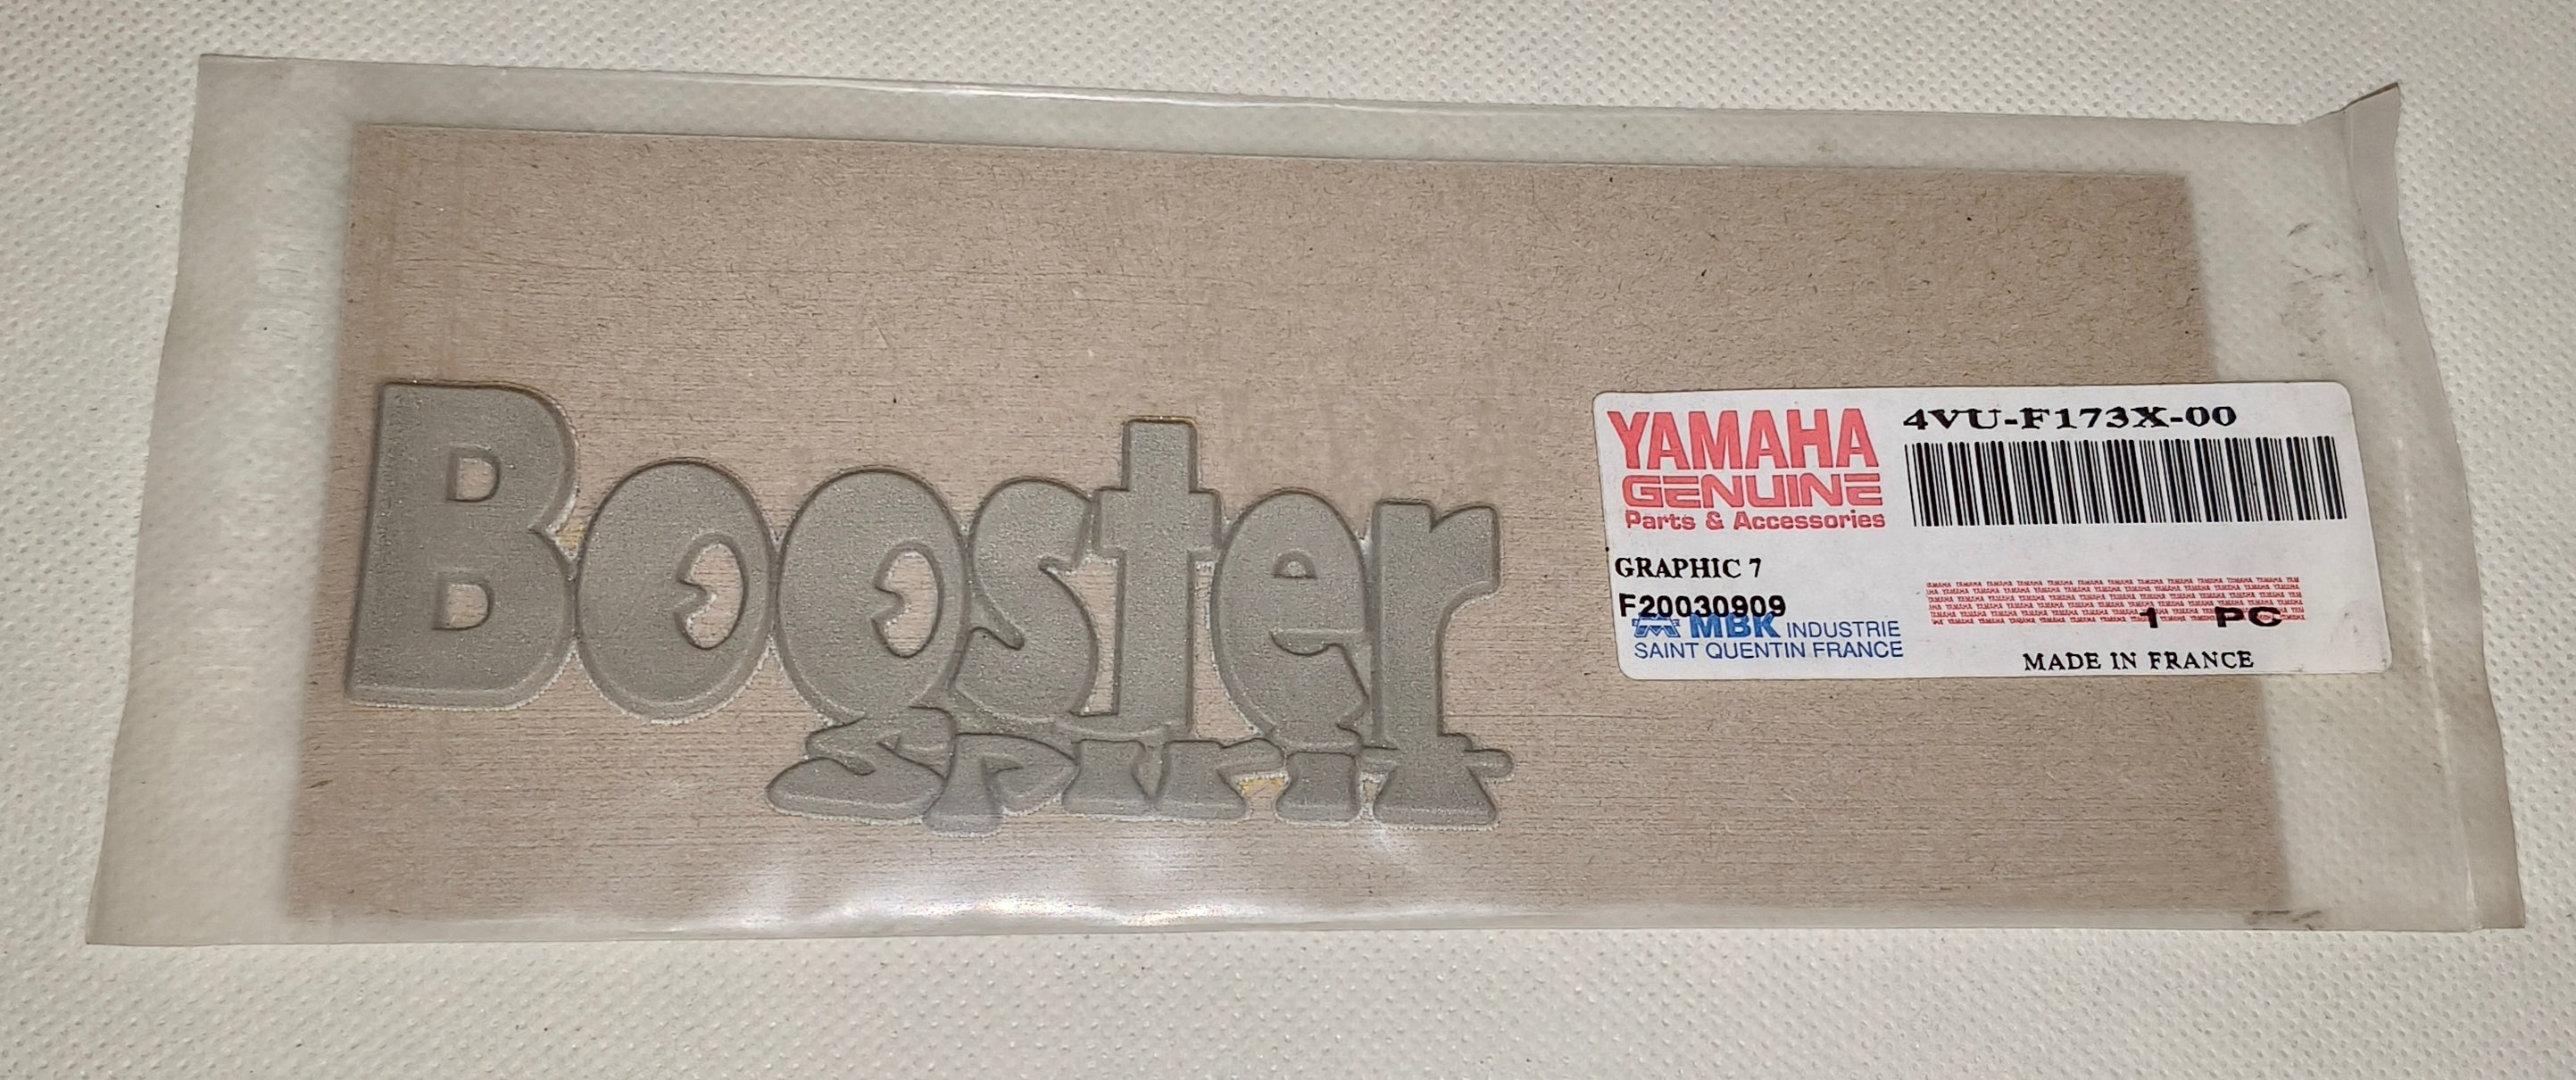 Booster
Spirit
YAMAHA
GENUINE
Parts & Accessories
4VU-F173X-00
GRAPHIC 7
F20030909
MBK INDUSTRIE
SAINT QUENTIN FRANCE
1 PC
MADE IN FRANCE